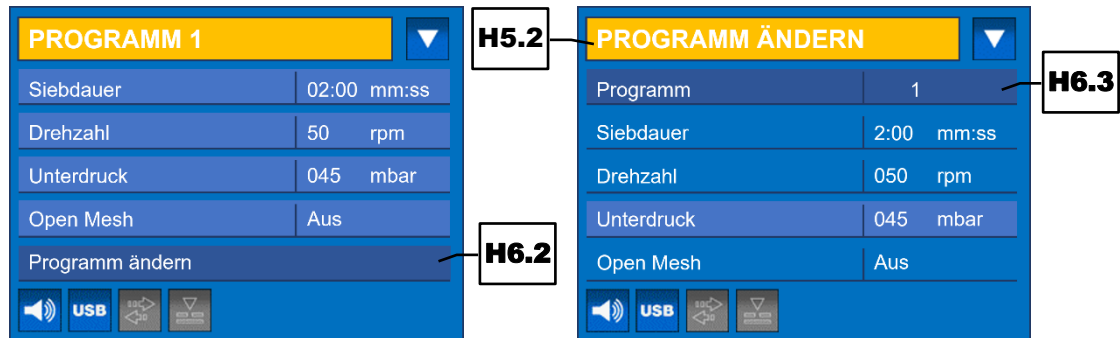 PROGRAMM 1
Siebdauer 02:00 mm:ss
Drehzahl 50 rpm
Unterdruck 045 mbar
Open Mesh Aus
Programm ändern
USB
H6.2
H5.2
PROGRAMM ÄNDERN
Programm 1
H6.3
Siebdauer 2:00 mm:ss
Drehzahl 050 rpm
Unterdruck 045 mbar
Open Mesh Aus
USB